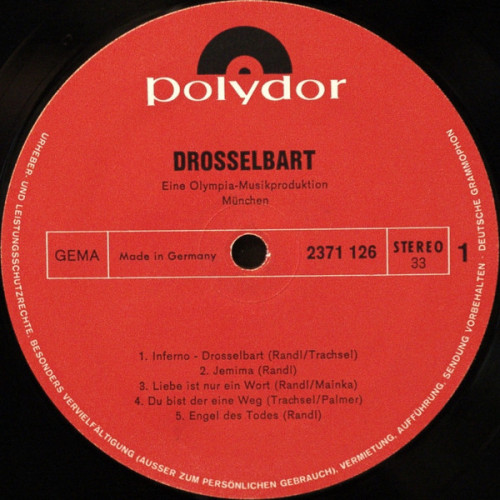 polydor
DROSSELBART
Eine Olympia-Musikproduktion
München
GEMA
Made in Germany
2371 126
STEREO
33
1
1. Inferno - Drosselbart (Randl/Trachsel)
2. Jemima (Randl)
3. Liebe ist nur ein Wort (Randl/Mainka)
4. Du bist der eine Weg (Trachsel/Palmer)
5. Engel des Todes (Randl)
URHEBER- UND LEISTUNGSSCHUTZRECHTE. BESONDERS VERVIELFÄLTIGUNG (AUSSER ZUM PERSÖNLICHEN GEBRAUCH), VERMIETUNG, AUFFÜHRUNG, SENDUNG VORBEHALTEN · DEUTSCHE GRAMMOPHON